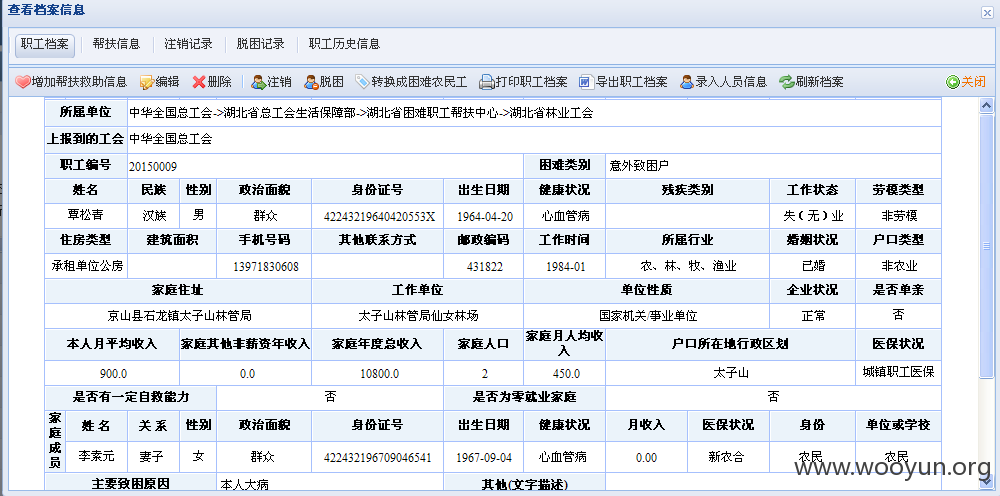 查看档案信息
职工档案 帮扶信息 注销记录 脱困记录 职工历史信息
增加帮扶救助信息 编辑 删除 注销 脱困 转换成困难农民工 打印职工档案 导出职工档案 录入人员信息 刷新档案 关闭
所属单位 中华全国总工会->湖北省总工会生活保障部->湖北省困难职工帮扶中心->湖北省林业工会
上报到的工会 中华全国总工会
职工编号 20150009 困难类别 意外致困户
姓名 民族 性别 政治面貌 身份证号 出生日期 健康状况 残疾类别 工作状态 劳模类型
覃松青 汉族 男 群众 42243219640420553X 1964-04-20 心血管病 失（无）业 非劳模
住房类型 建筑面积 手机号码 其他联系方式 邮政编码 工作时间 所属行业 婚姻状况 户口类型
承租单位公房 13971830608 431822 1984-01 农、林、牧、渔业 已婚 非农业
家庭住址 工作单位 单位性质 企业状况 是否单亲
京山县石龙镇太子山林管局 太子山林管局仙女林场 国家机关/事业单位 正常 否
本人月平均收入 家庭其他非薪资年收入 家庭年度总收入 家庭人口 家庭月人均收入 户口所在地行政区划 医保状况
900.0 0.0 10800.0 2 450.0 太子山 城镇职工医保
是否有一定自救能力 否 是否为零就业家庭 否
家庭成员 姓 名 关 系 性别 政治面貌 身份证号 出生日期 健康状况 月收入 医保状况 身份 单位或学校
李素元 妻子 女 群众 422432196709046541 1967-09-04 心血管病 0.00 新农合 农民 农民
主要致困原因 本人大病 其他(文字描述)
www.wooyun.org